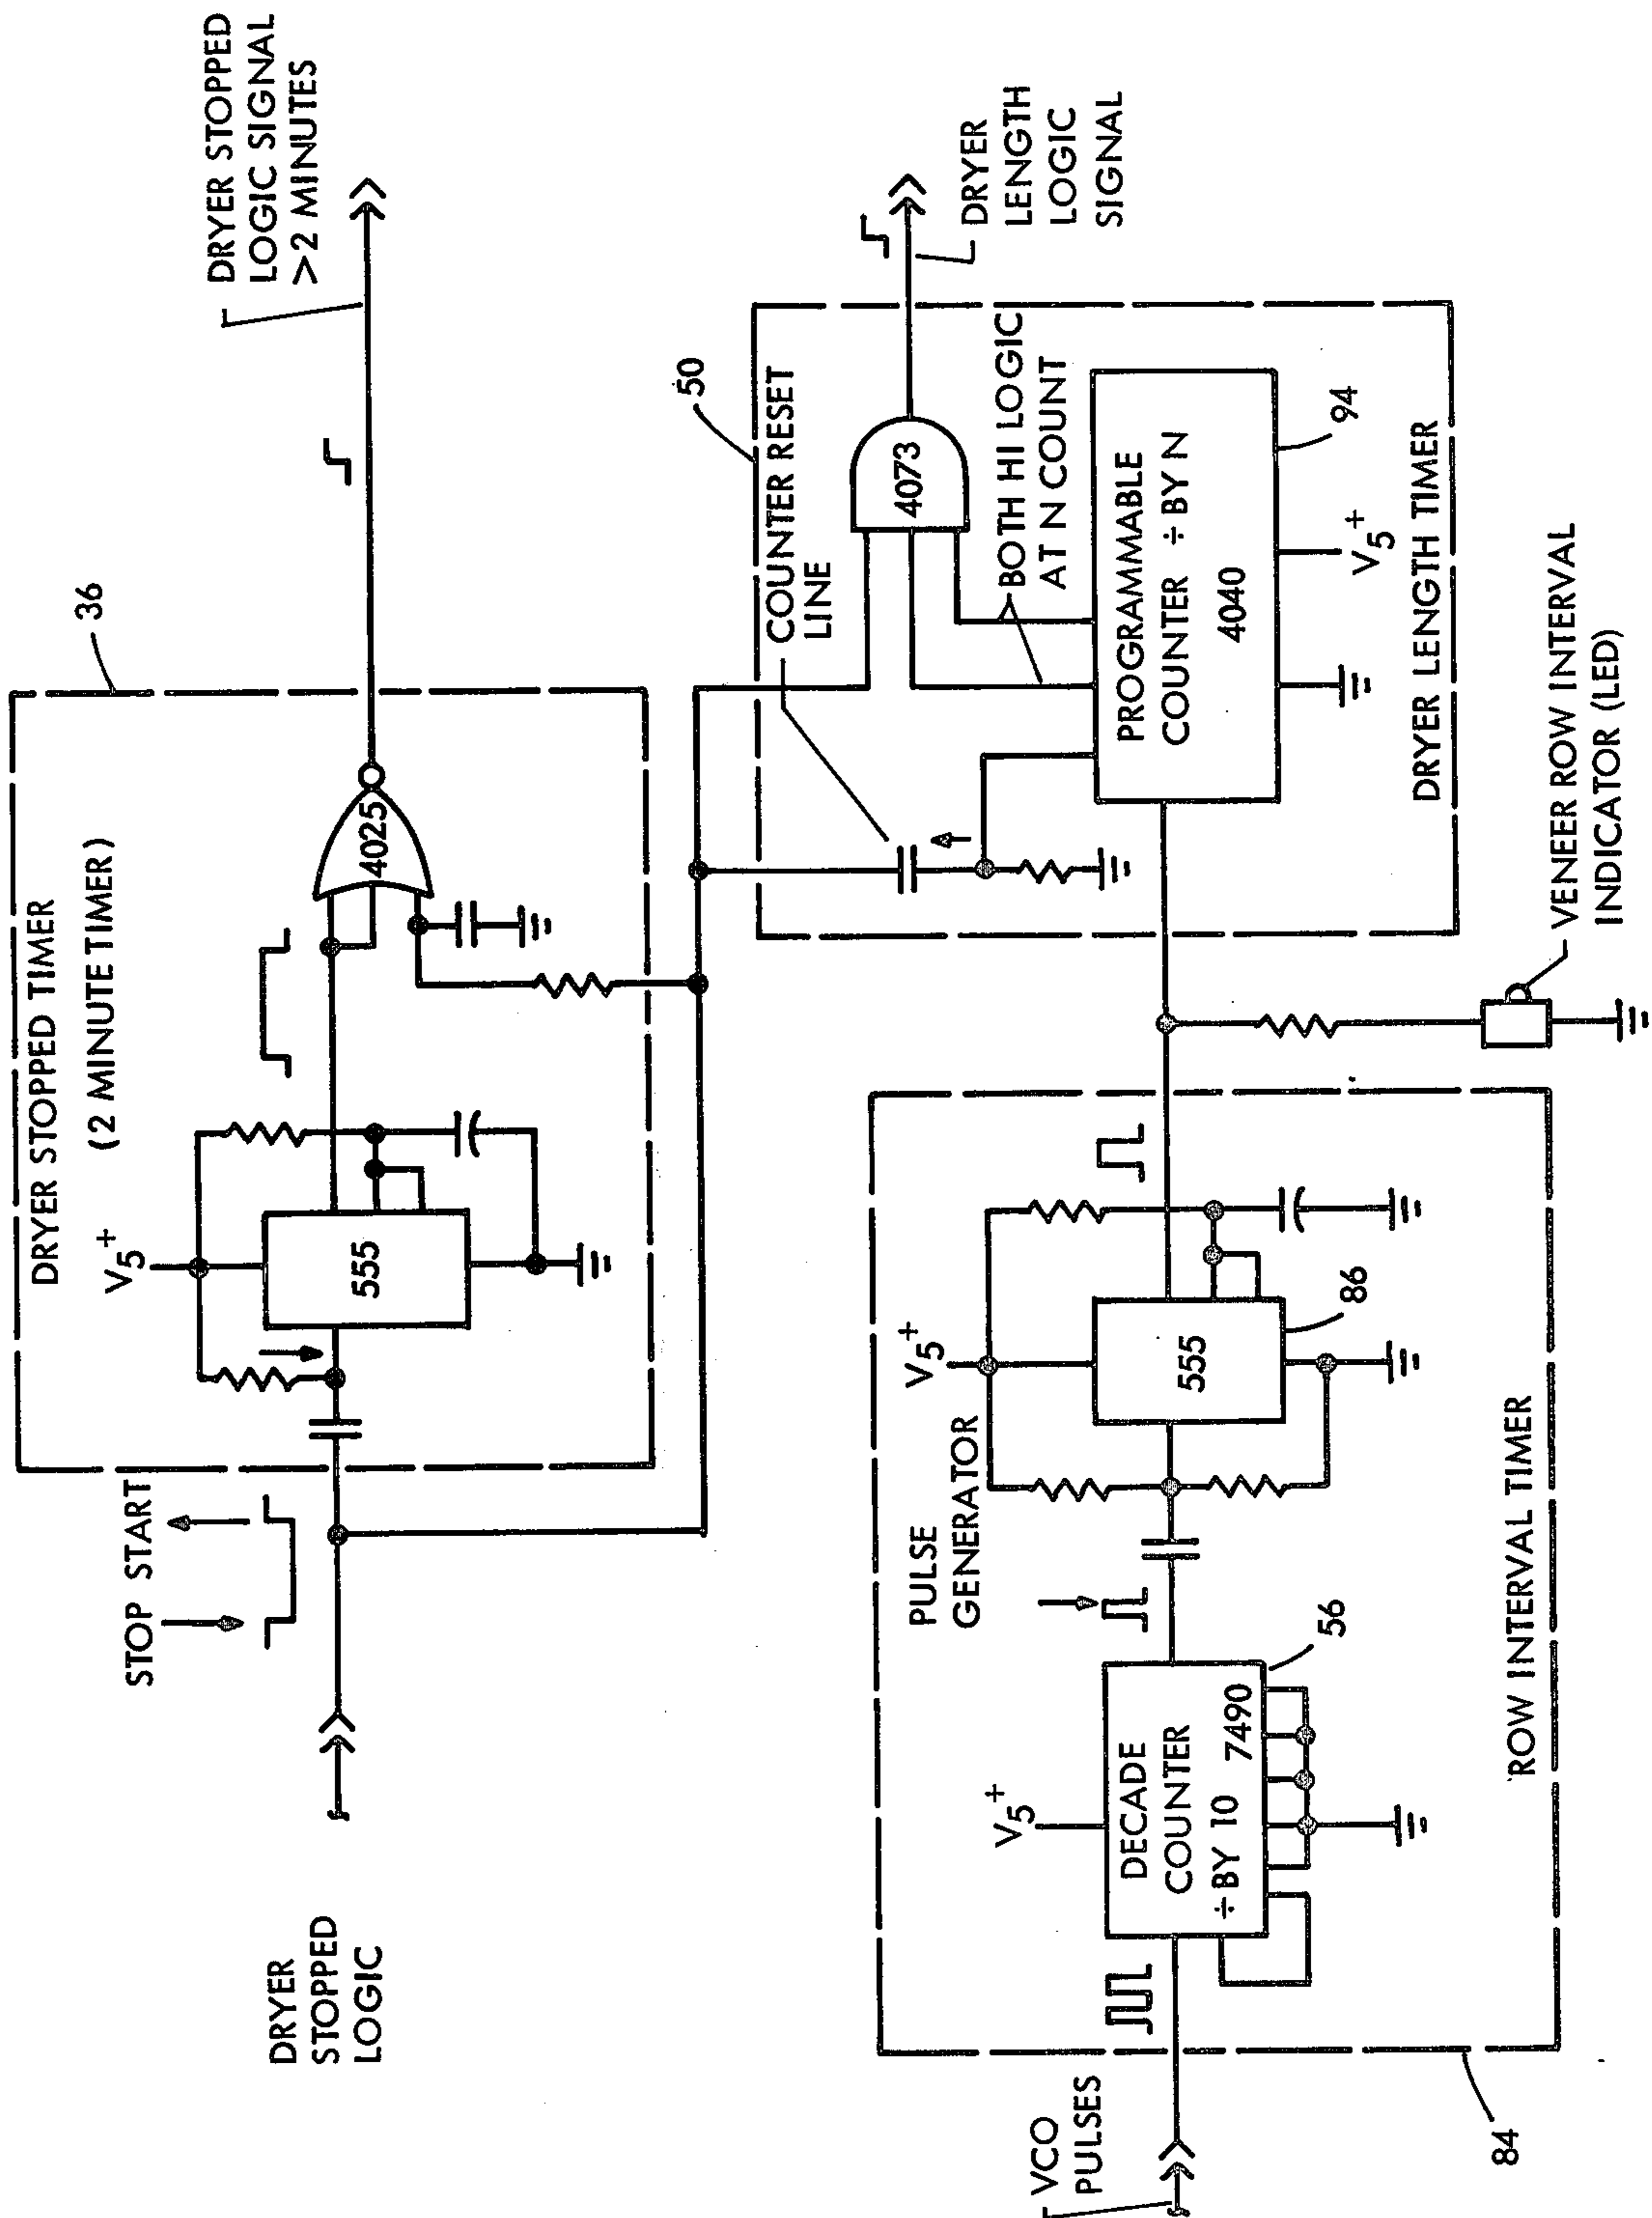 DRYER STOPPED
LOGIC SIGNAL
>2 MINUTES
36
DRYER STOPPED TIMER
(2 MINUTE TIMER)
V5+
555
4025
STOP START
DRYER
STOPPED
LOGIC
50
COUNTER RESET
LINE
4073
BOTH HI LOGIC
AT N COUNT
DRYER
LENGTH
LOGIC
SIGNAL
PROGRAMMABLE
COUNTER ÷ BY N
4040
94
V5+
DRYER LENGTH TIMER
VENEER ROW INTERVAL
INDICATOR (LED)
PULSE
GENERATOR
V5+
555
86
V5+
DECADE
COUNTER
÷ BY 10 7490
56
ROW INTERVAL TIMER
VCO
PULSES
84